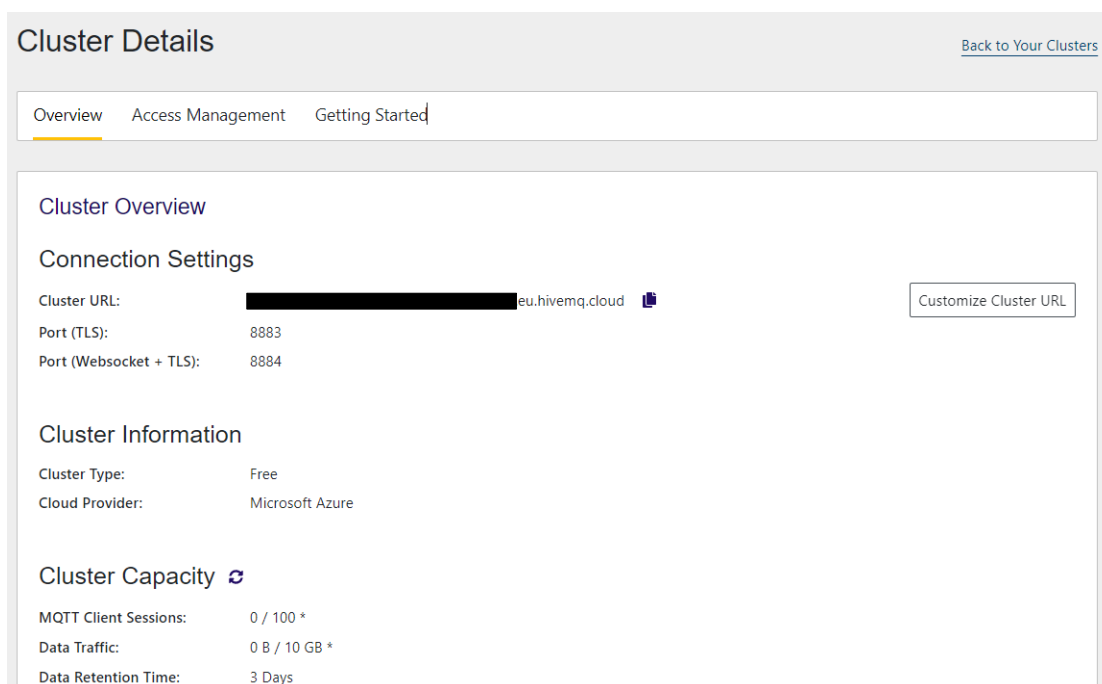 Cluster Details
Back to Your Clusters
Overview Access Management Getting Started
Cluster Overview
Connection Settings
Cluster URL: eu.hivemq.cloud
Customize Cluster URL
Port (TLS): 8883
Port (Websocket + TLS): 8884
Cluster Information
Cluster Type: Free
Cloud Provider: Microsoft Azure
Cluster Capacity
MQTT Client Sessions: 0 / 100 *
Data Traffic: 0 B / 10 GB *
Data Retention Time: 3 Days